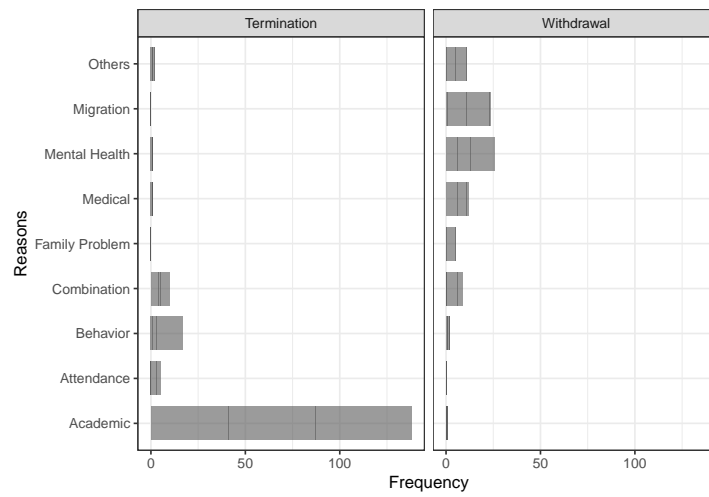 Termination
Withdrawal
Reasons
Others
Migration
Mental Health
Medical
Family Problem
Combination
Behavior
Attendance
Academic
0 50 100
0 50 100
Frequency